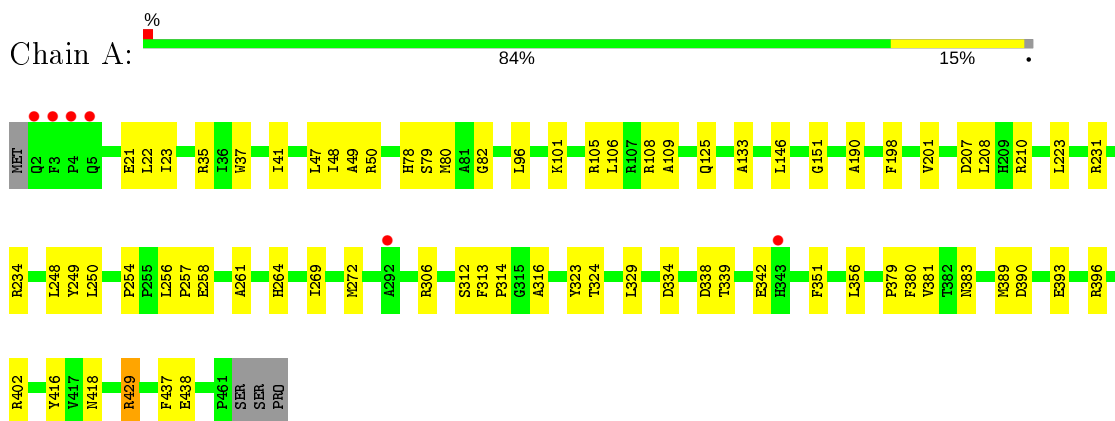 %
Chain A:
84% 15% •
MET Q2 F3 P4 Q5 E21 L22 I23 R35 I36 W37 I41 L47 I48 A49 R50 H78 S79 M80 A81 G82 L96 K101 R105 L106 R107 R108 A109 Q125 A133 L146 G151 A190 F198 V201 D207 L208 H209 R210 L223 R231
R234 L248 Y249 L250 P254 P255 L256 P257 E258 A261 H264 I269 M272 A292 R306 S312 F313 P314 G315 A316 Y323 T324 L329 D334 D338 T339 E342 H343 F351 L356 P379 F380 V381 T382 N383 M389 D390 E393 R396
R402 Y416 V417 N418 R429 F437 E438 P461 SER SER PRO